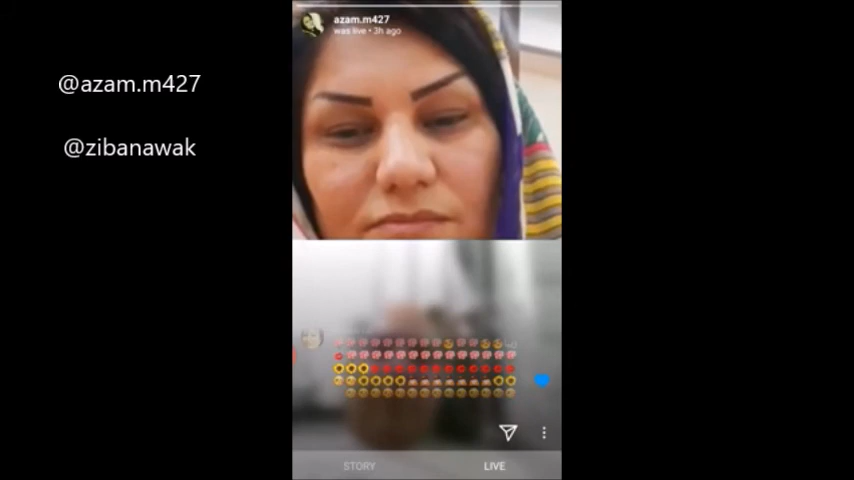 azam.m427
was live • 3h ago
@azam.m427
@zibanawak
STORY
LIVE